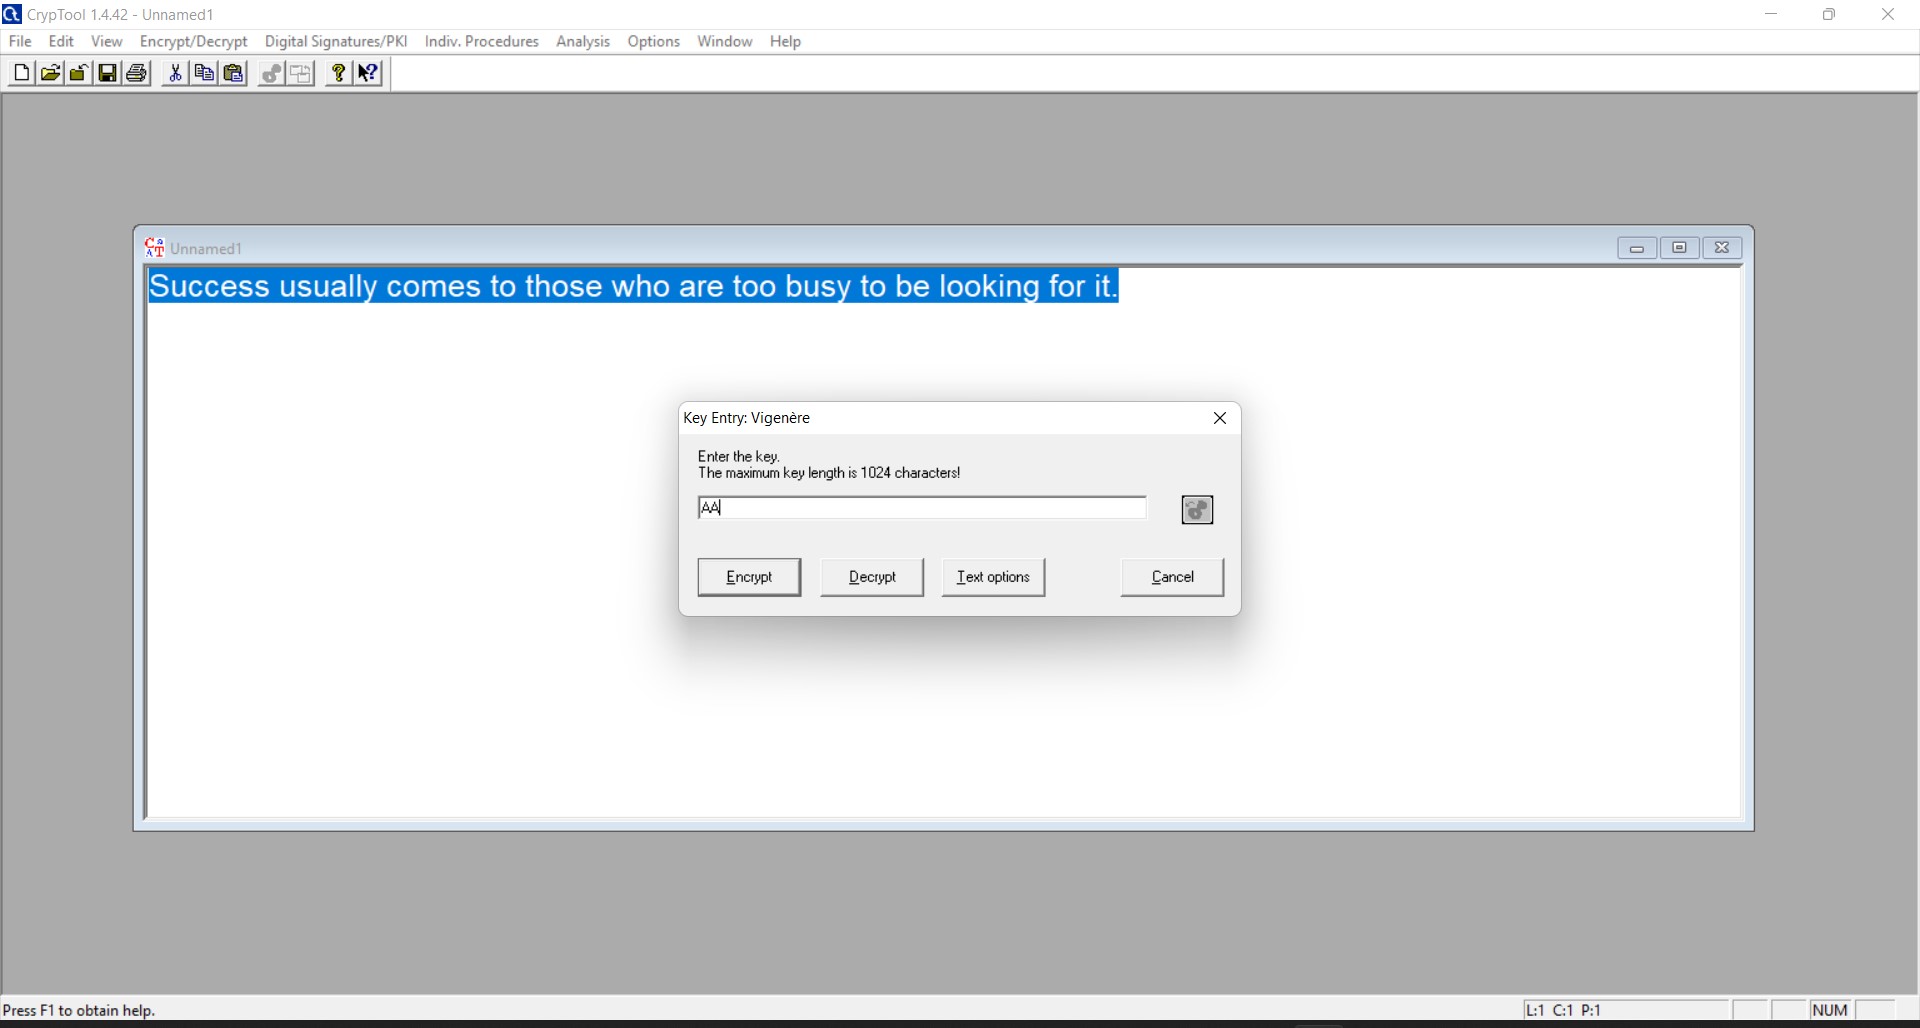 CrypTool 1.4.42 - Unnamed1
File Edit View Encrypt/Decrypt Digital Signatures/PKI Indiv. Procedures Analysis Options Window Help
Unnamed1
Success usually comes to those who are too busy to be looking for it.
Key Entry: Vigenère
Enter the key.
The maximum key length is 1024 characters!
AA
Encrypt Decrypt Text options Cancel
Press F1 to obtain help. L:1 C:1 P:1 NUM